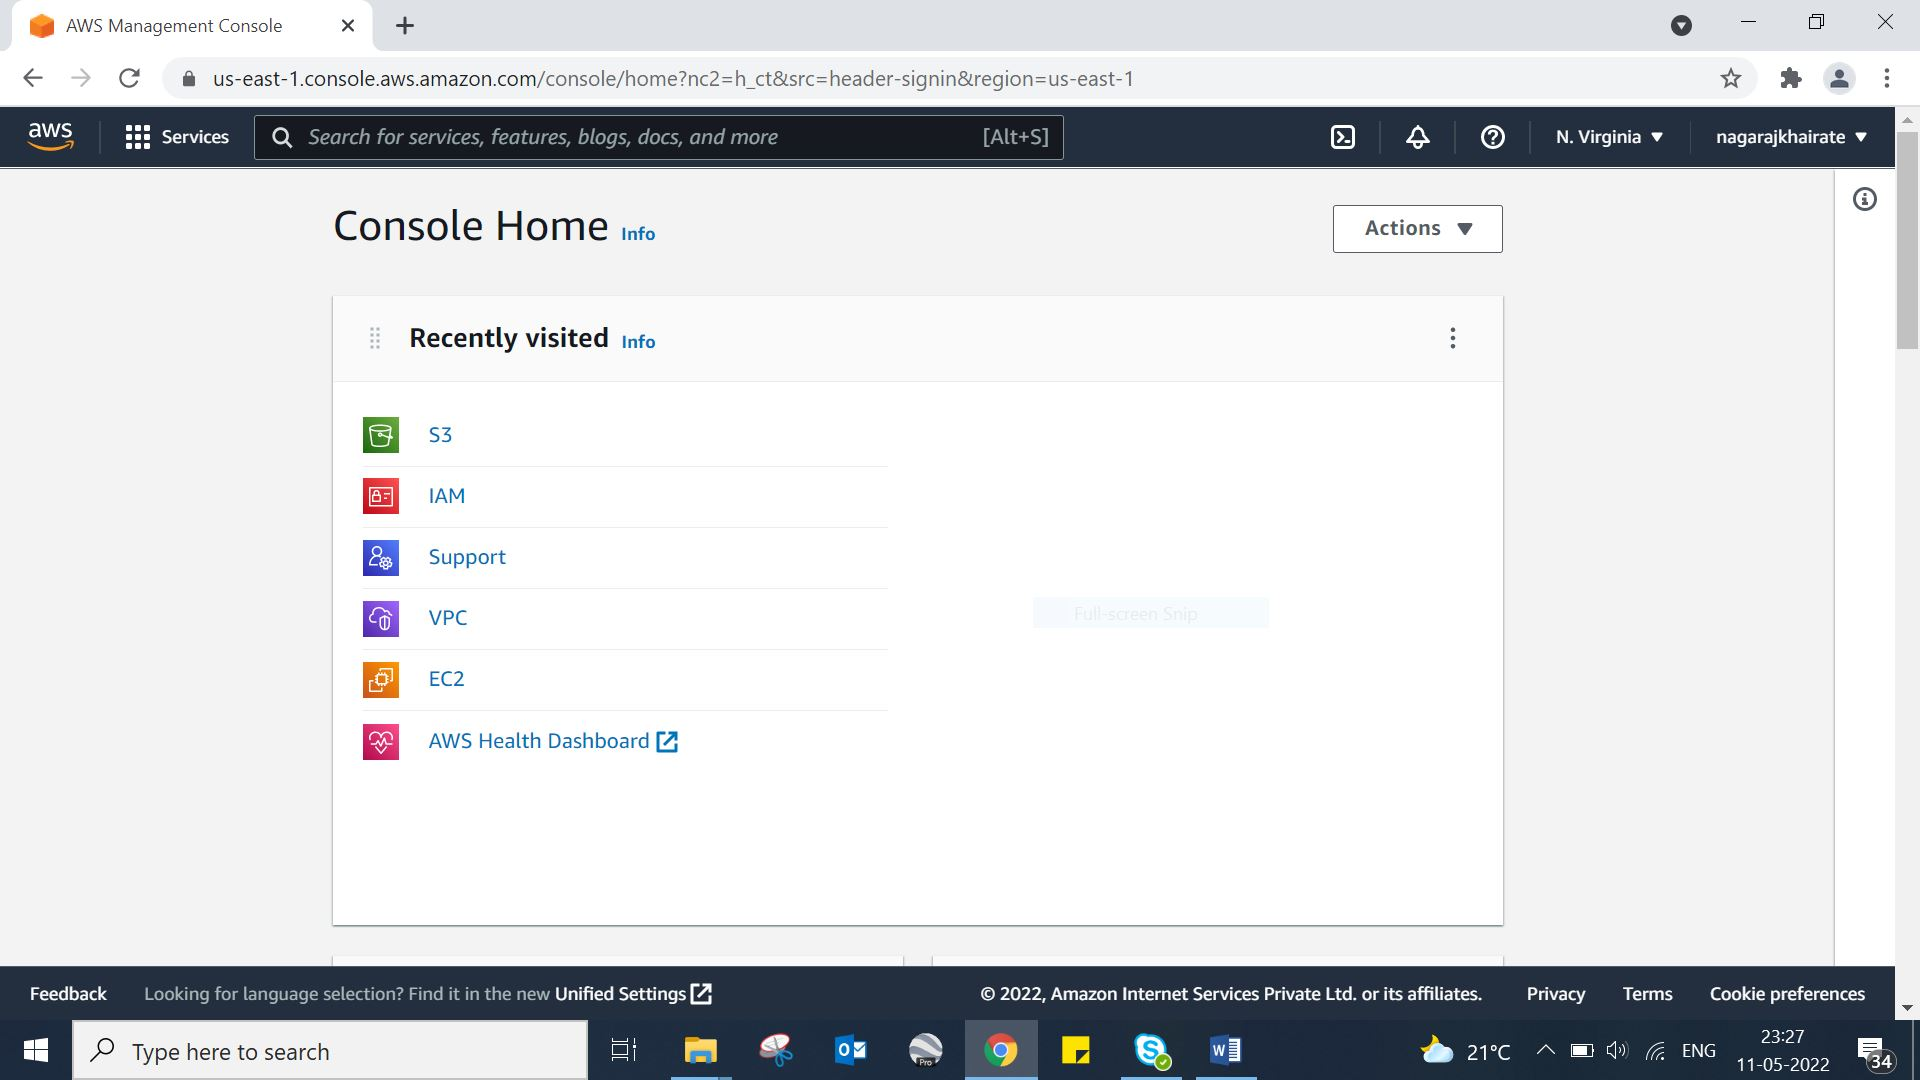 AWS Management Console
us-east-1.console.aws.amazon.com/console/home?nc2=h_ct&src=header-signin&region=us-east-1
aws Services Search for services, features, blogs, docs, and more [Alt+S] N. Virginia nagarajkhairate
Console Home Info Actions
Recently visited Info
S3
IAM
Support
VPC
Full-screen Snip
EC2
AWS Health Dashboard
Feedback Looking for language selection? Find it in the new Unified Settings © 2022, Amazon Internet Services Private Ltd. or its affiliates. Privacy Terms Cookie preferences
Type here to search Pro 21°C ENG 23:27
11-05-2022 34